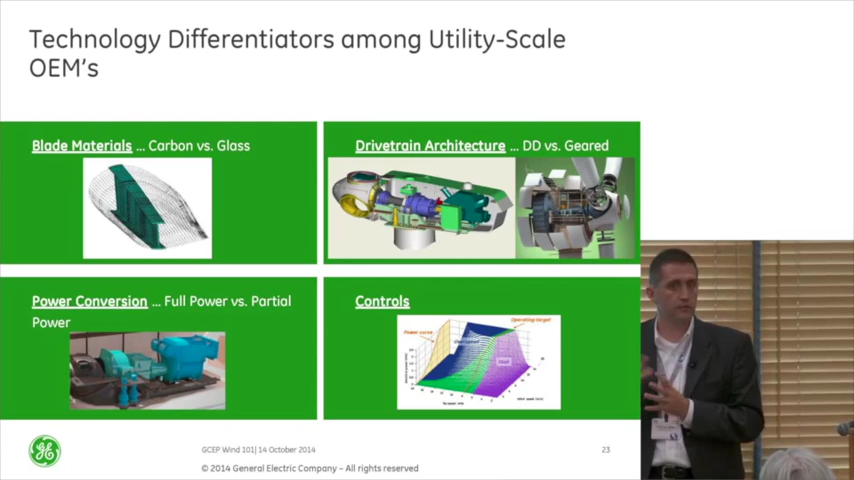 Technology Differentiators among Utility-Scale
OEM's
Blade Materials ... Carbon vs. Glass
Drivetrain Architecture ... DD vs. Geared
Power Conversion ... Full Power vs. Partial
Power
Controls
Operating target
Power curve
GE
GCEP Wind 101| 14 October 2014
23
© 2014 General Electric Company – All rights reserved